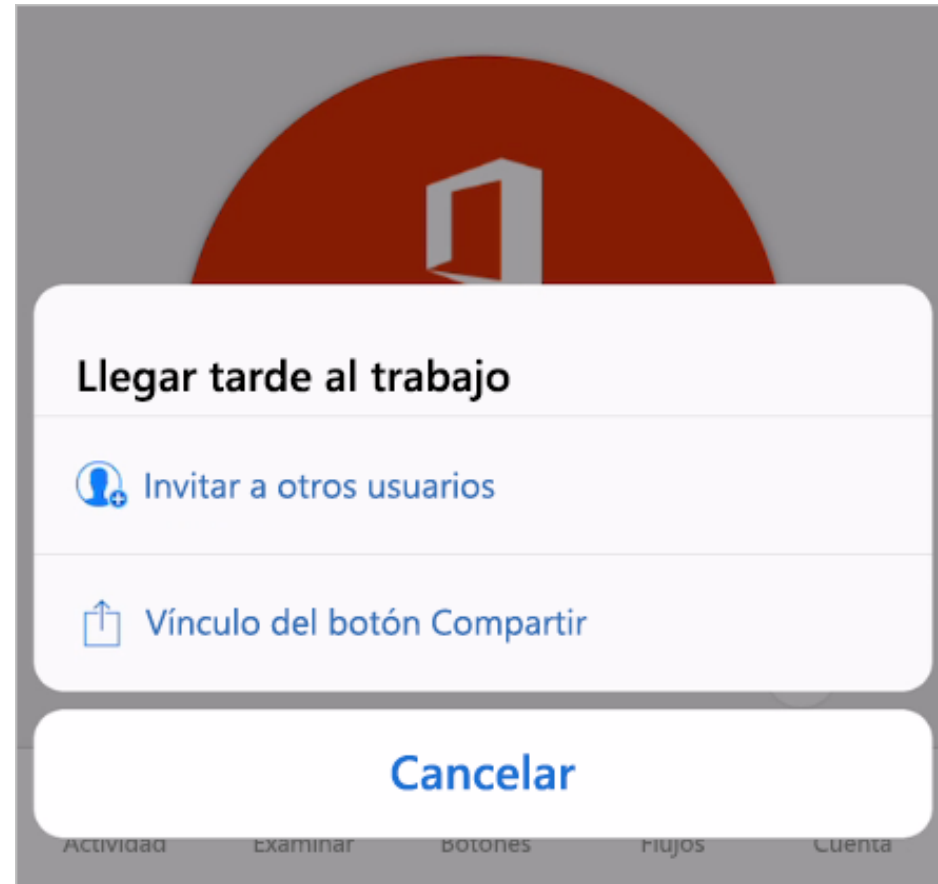 Llegar tarde al trabajo
Invitar a otros usuarios
Vínculo del botón Compartir
Cancelar
Actividad Examinar Botones Flujos Cuenta